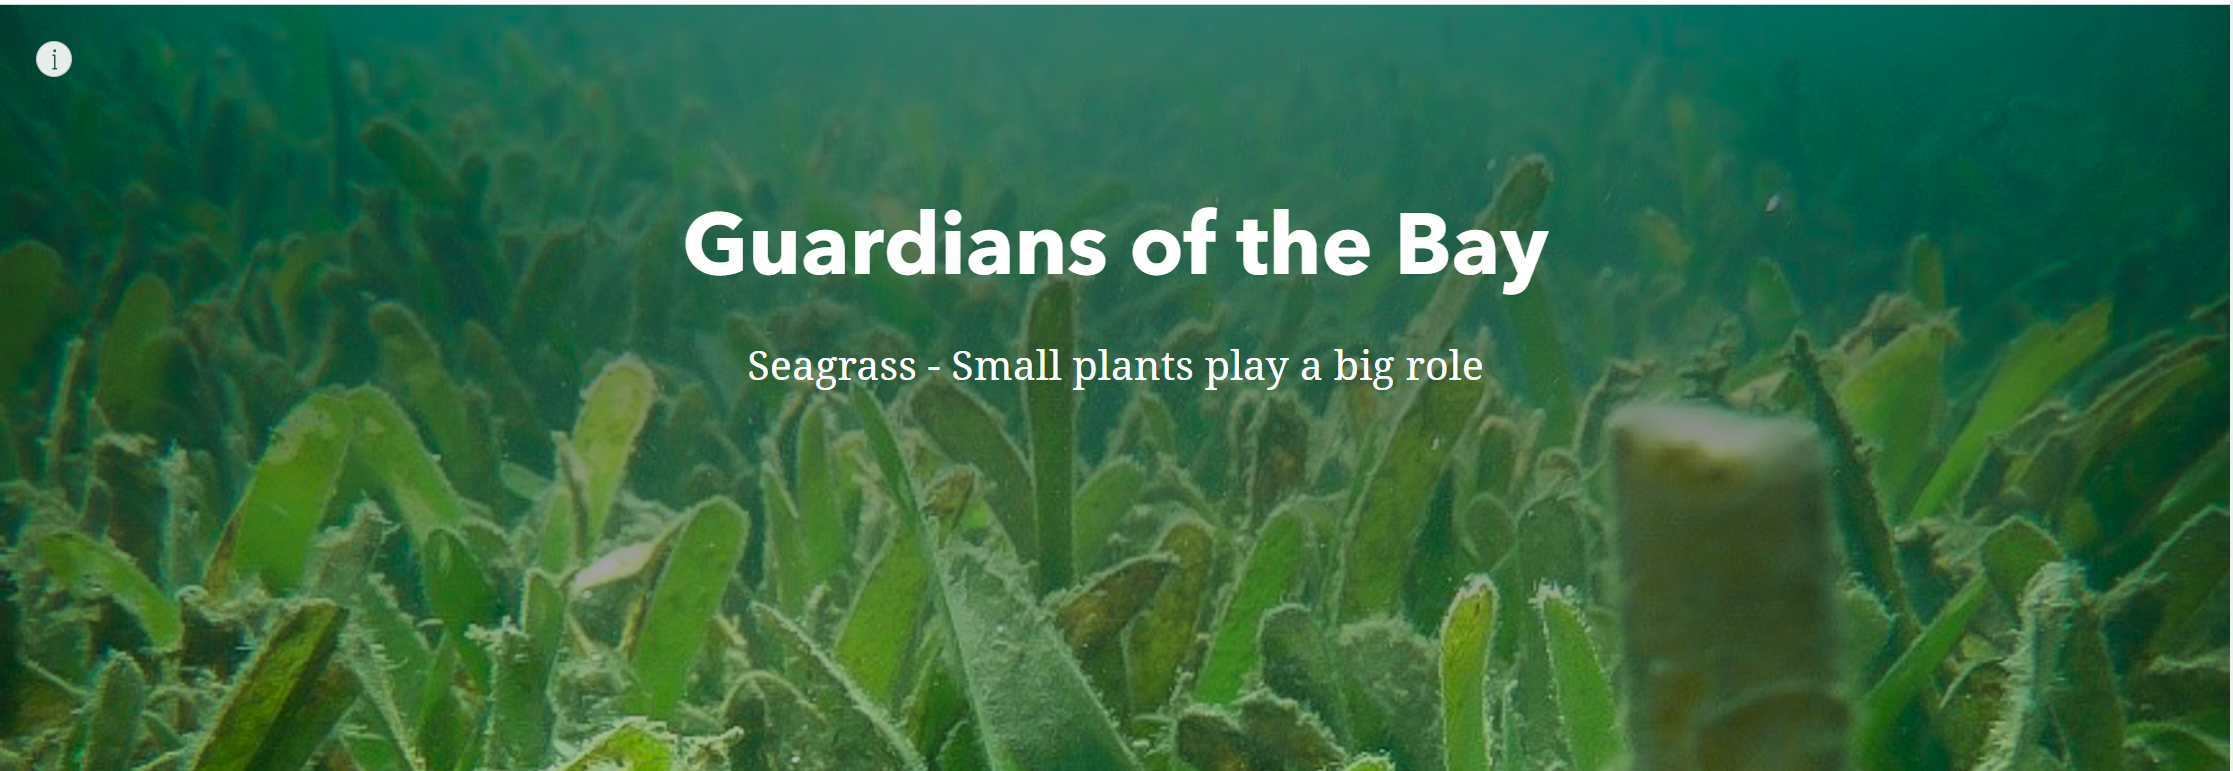 i
Guardians of the Bay
Seagrass - Small plants play a big role